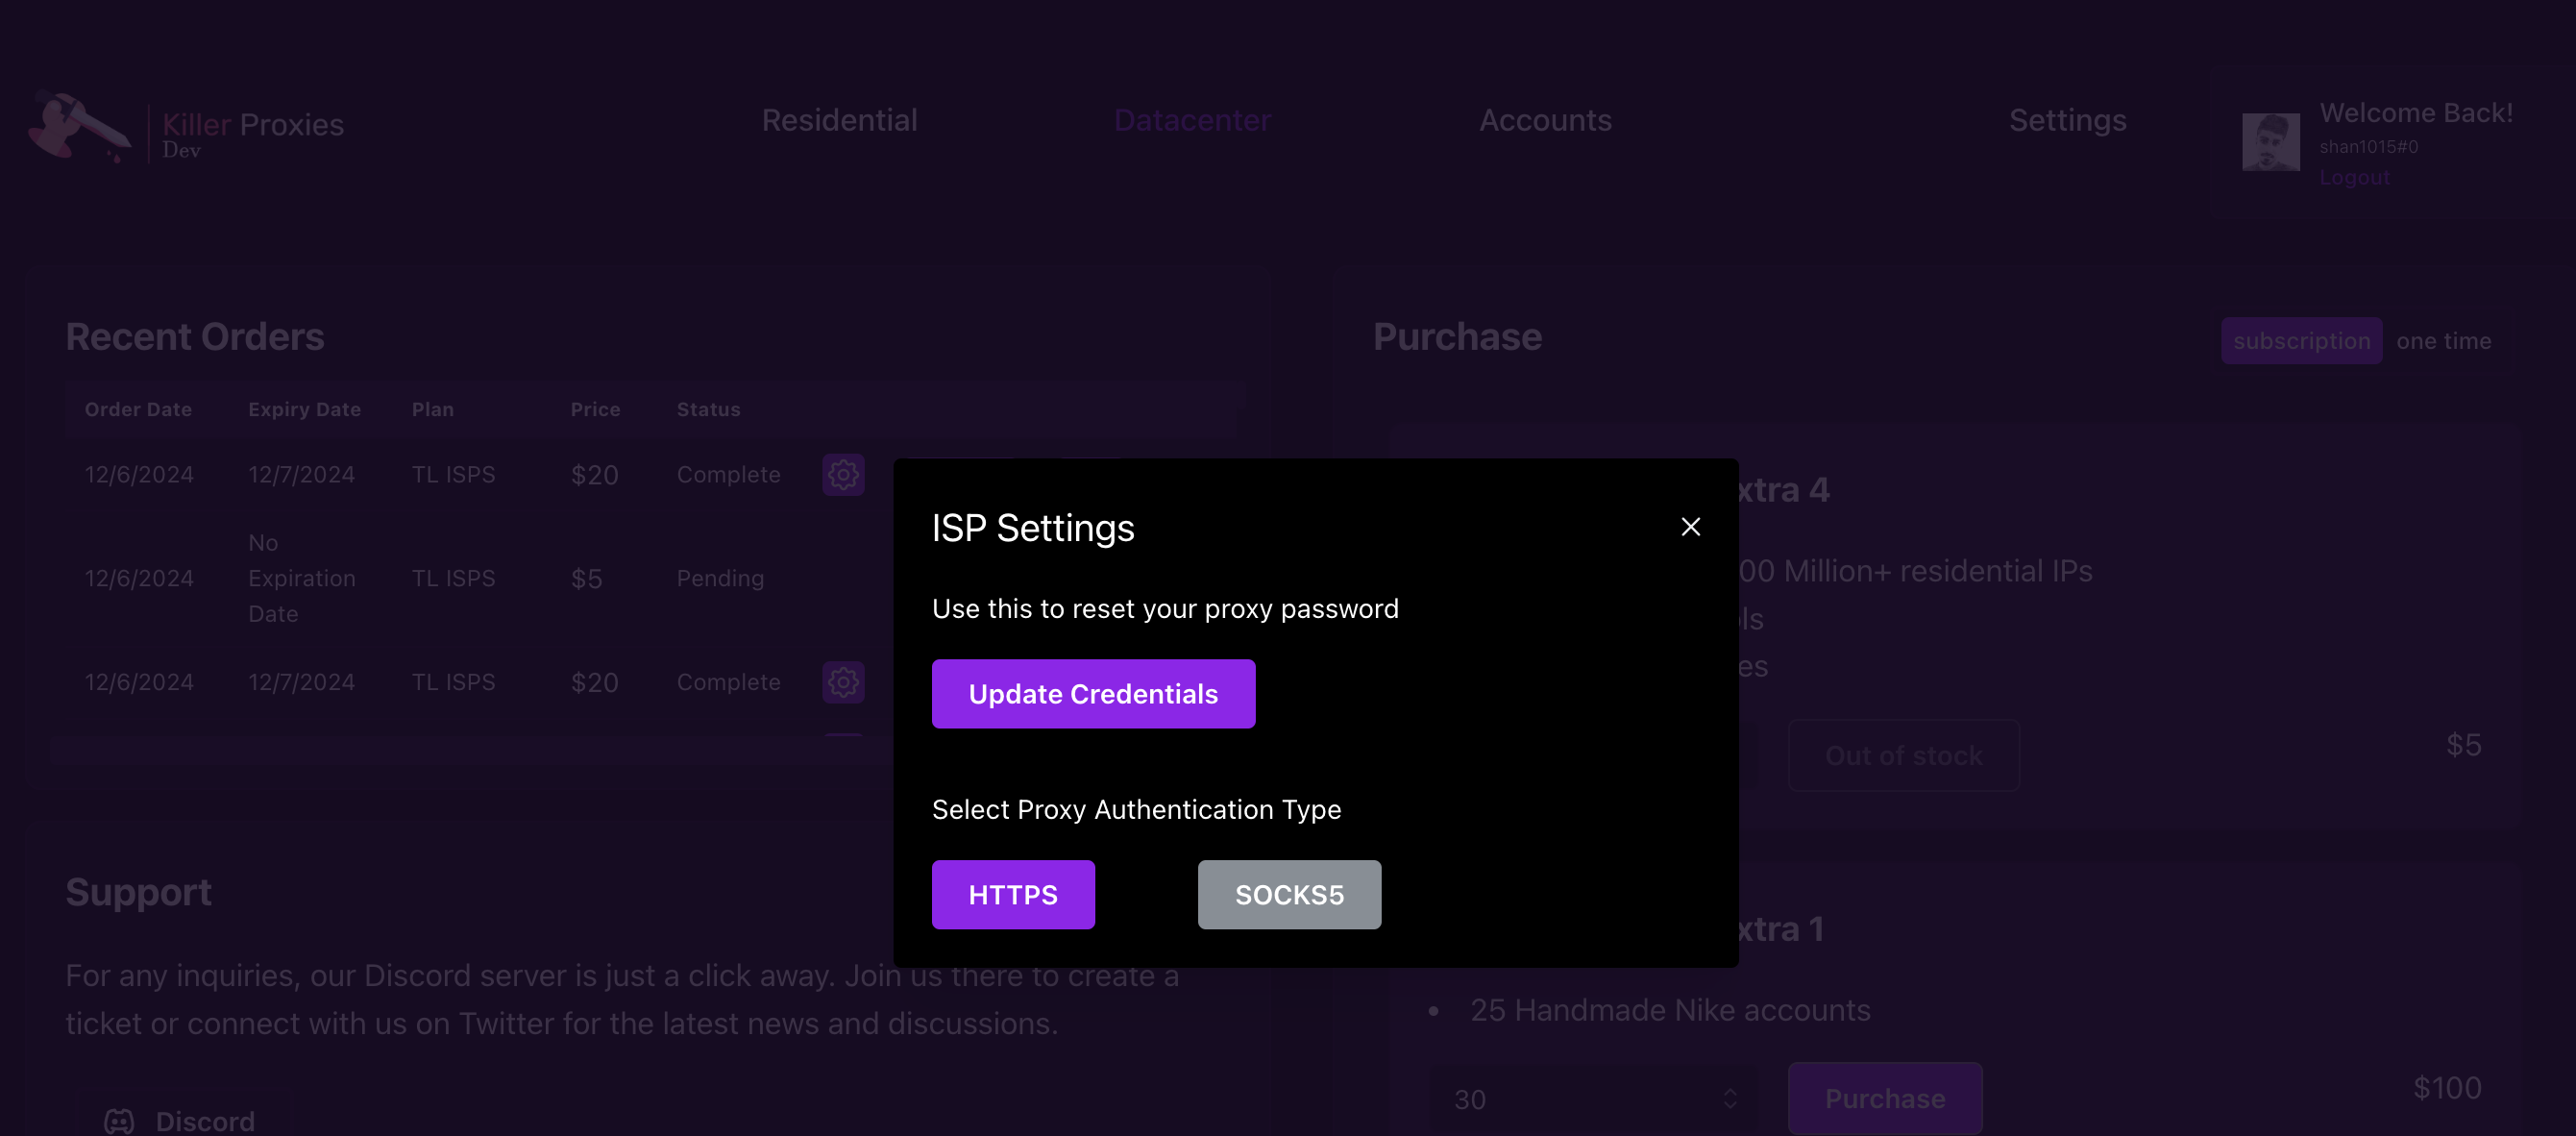 Killer Proxies
Dev
Residential
Datacenter
Accounts
Settings
Welcome Back!
shan1015#0
Logout
Recent Orders
Order Date Expiry Date Plan Price Status
12/6/2024 12/7/2024 TL ISPS $20 Complete
No
12/6/2024 Expiration TL ISPS $5 Pending
Date
12/6/2024 12/7/2024 TL ISPS $20 Complete
Support
For any inquiries, our Discord server is just a click away. Join us there to create a
ticket or connect with us on Twitter for the latest news and discussions.
Discord
ISP Settings
Use this to reset your proxy password
Update Credentials
Select Proxy Authentication Type
HTTPS SOCKS5
Purchase
subscription one time
xtra 4
00 Million+ residential IPs
ls
es
Out of stock $5
xtra 1
• 25 Handmade Nike accounts
30 Purchase $100